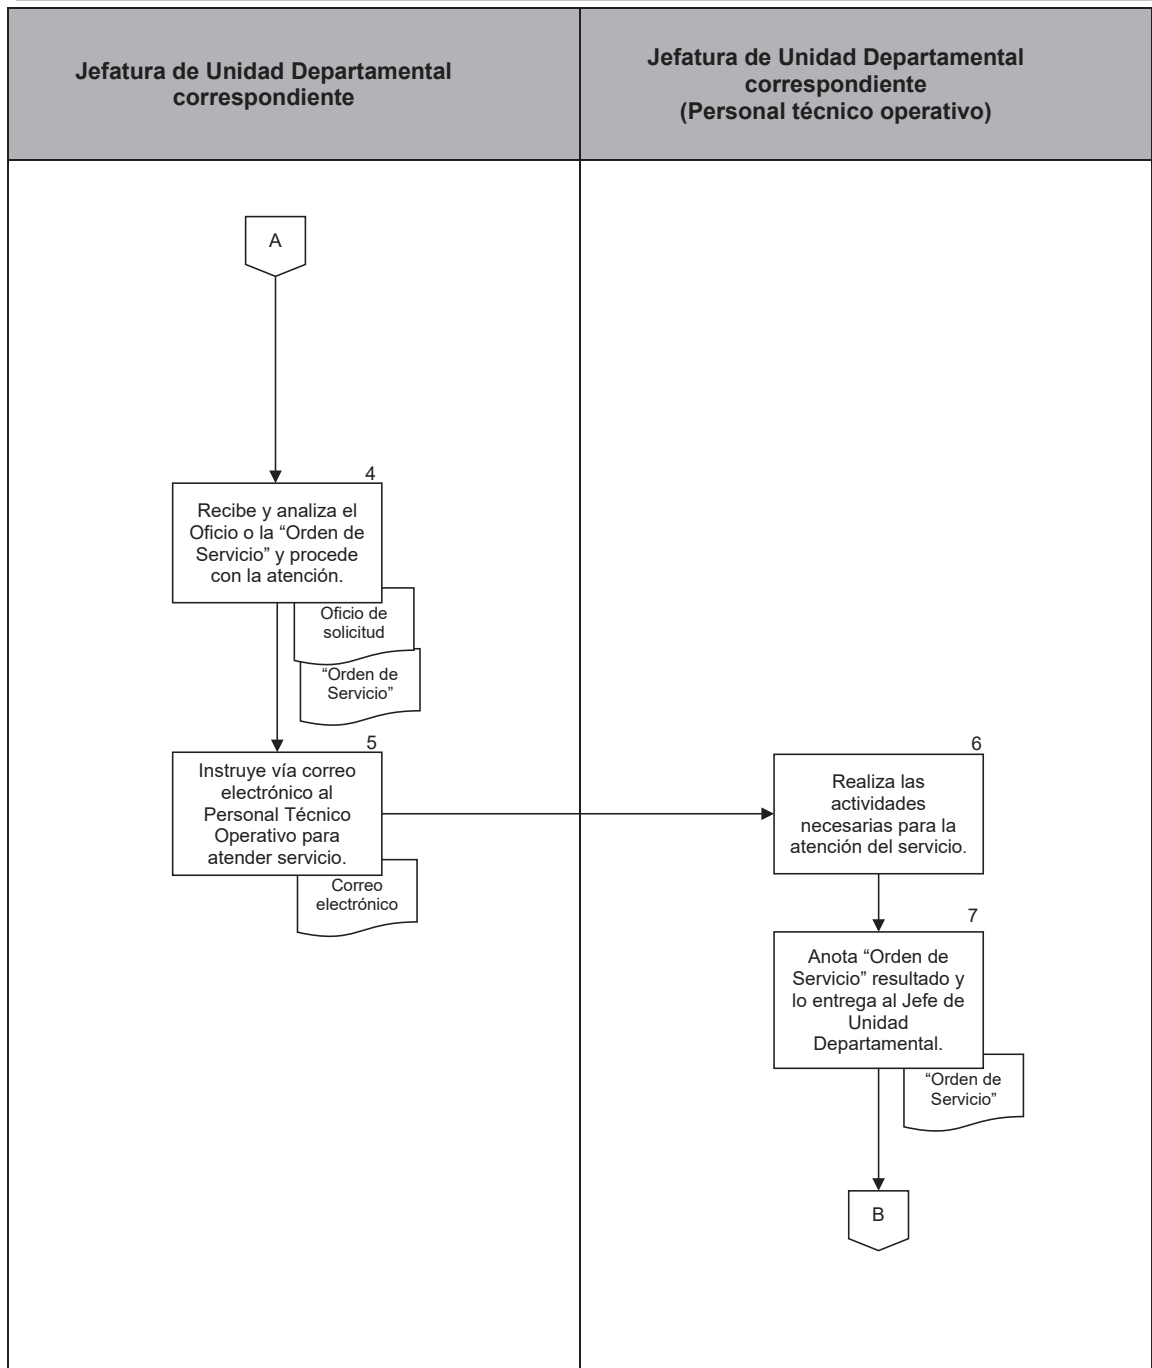 Jefatura de Unidad Departamental
correspondiente
Jefatura de Unidad Departamental
correspondiente
(Personal técnico operativo)
A
4
Recibe y analiza el
Oficio o la “Orden de
Servicio” y procede
con la atención.
Oficio de
solicitud
“Orden de
Servicio”
5
Instruye vía correo
electrónico al
Personal Técnico
Operativo para
atender servicio.
Correo
electrónico
6
Realiza las
actividades
necesarias para la
atención del servicio.
7
Anota “Orden de
Servicio” resultado y
lo entrega al Jefe de
Unidad
Departamental.
“Orden de
Servicio”
B